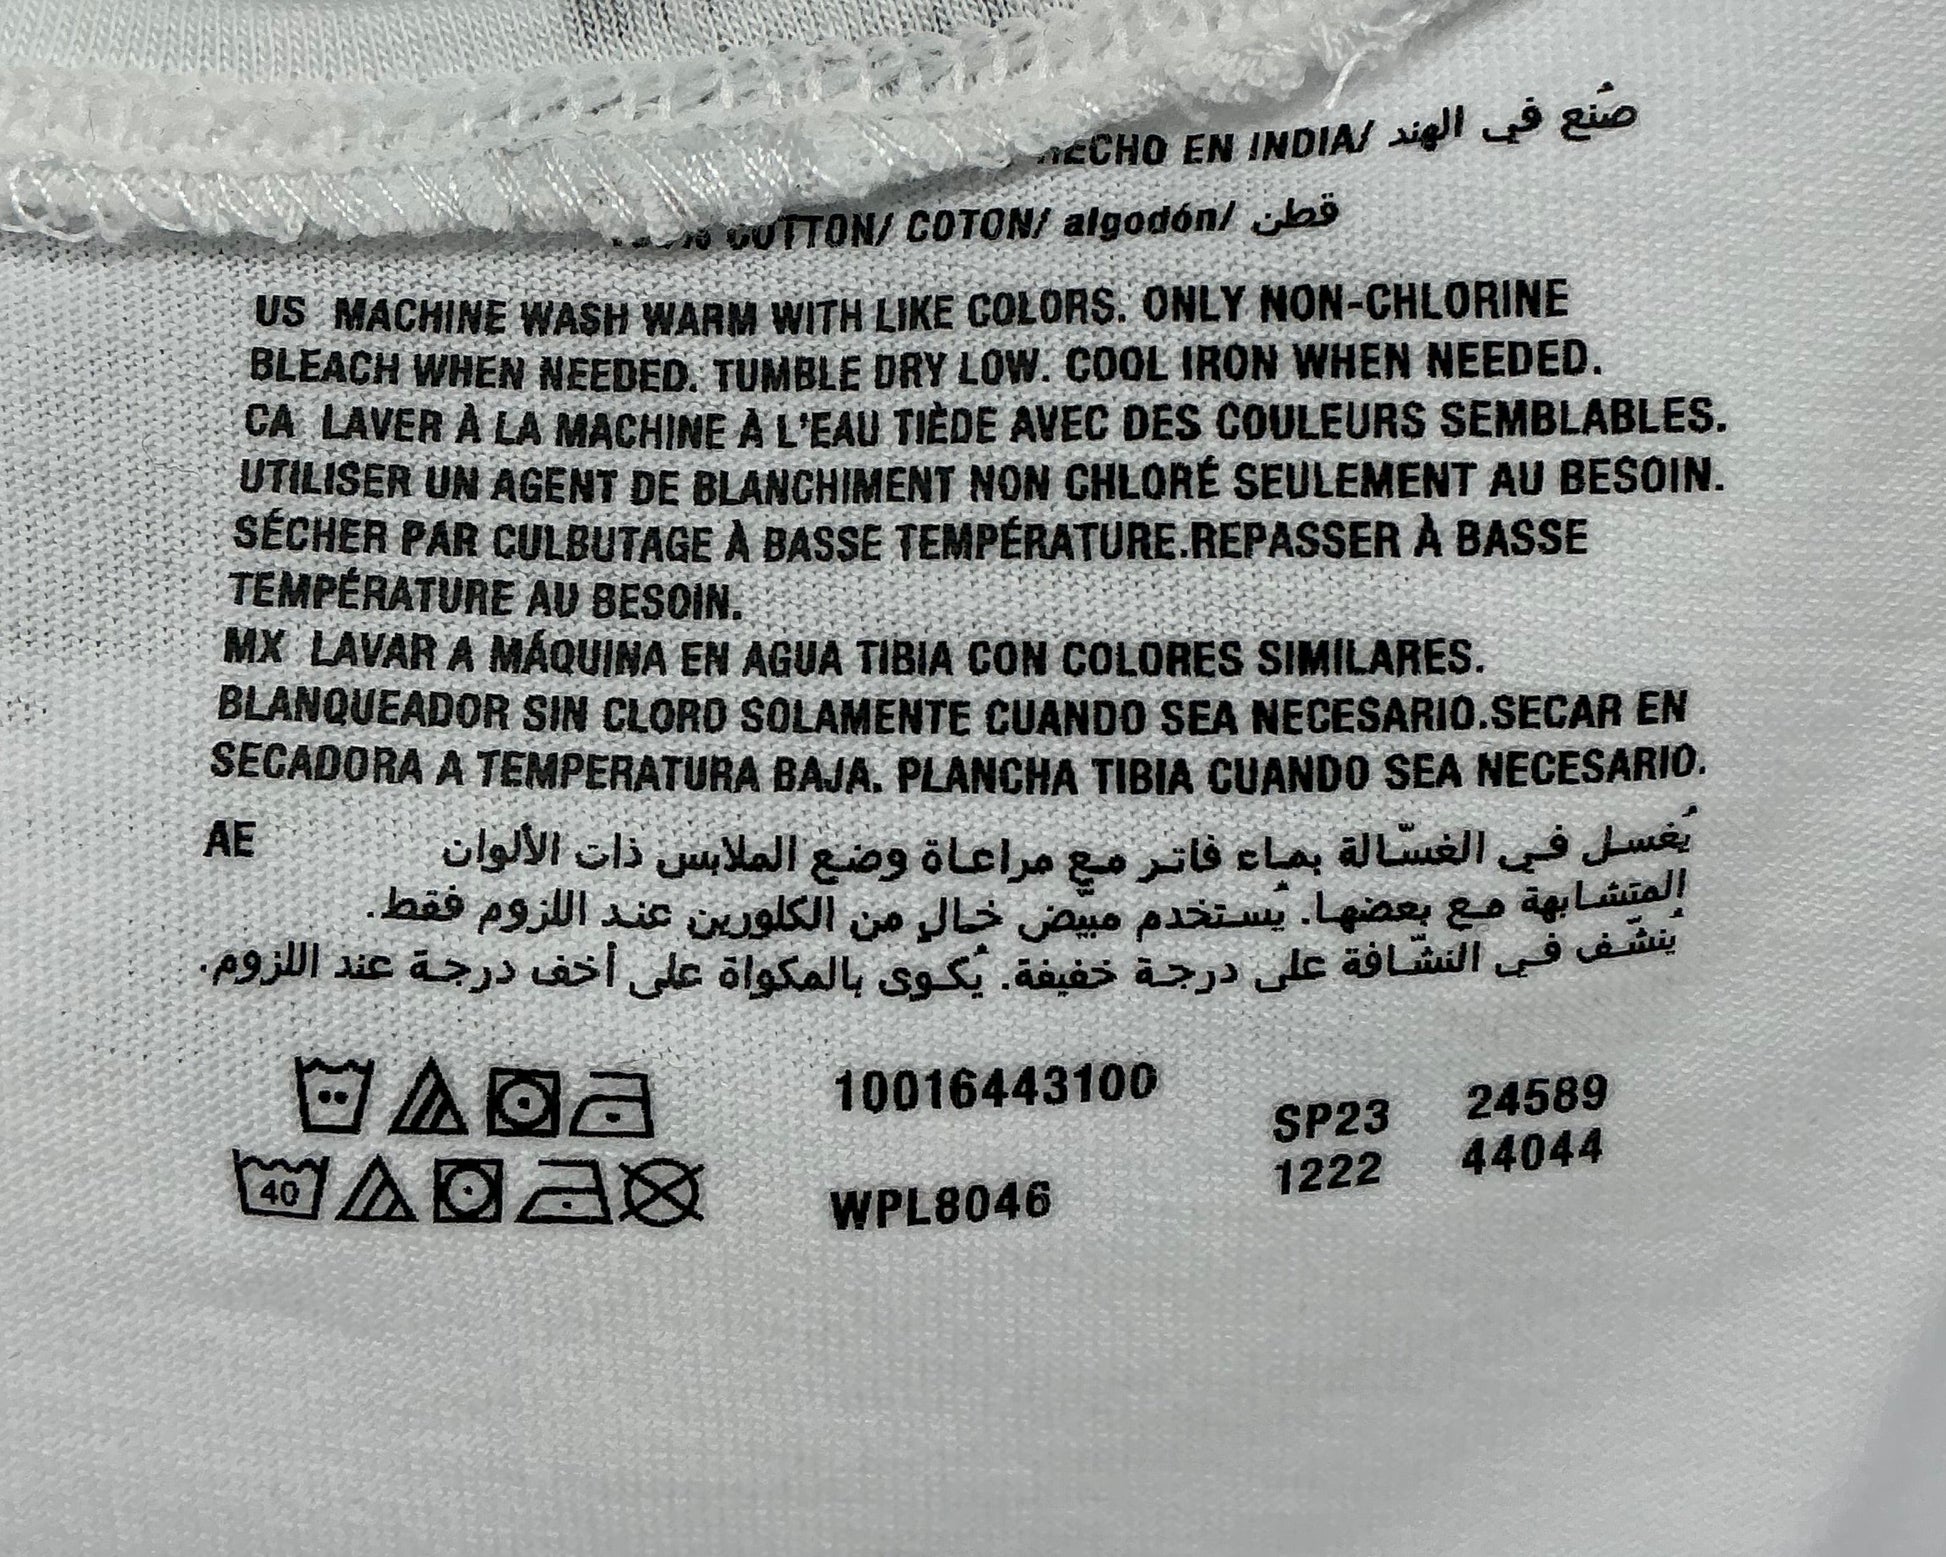 ECHO EN INDIA/ صُنع في الهند
COTTON/ COTON/ algodón/ قطن
US MACHINE WASH WARM WITH LIKE COLORS. ONLY NON-CHLORINE
BLEACH WHEN NEEDED. TUMBLE DRY LOW. COOL IRON WHEN NEEDED.
CA LAVER À LA MACHINE À L'EAU TIÈDE AVEC DES COULEURS SEMBLABLES.
UTILISER UN AGENT DE BLANCHIMENT NON CHLORÉ SEULEMENT AU BESOIN.
SÉCHER PAR CULBUTAGE À BASSE TEMPÉRATURE.REPASSER À BASSE
TEMPÉRATURE AU BESOIN.
MX LAVAR A MÁQUINA EN AGUA TIBIA CON COLORES SIMILARES.
BLANQUEADOR SIN CLORO SOLAMENTE CUANDO SEA NECESARIO.SECAR EN
SECADORA A TEMPERATURA BAJA. PLANCHA TIBIA CUANDO SEA NECESARIO.
AE يُغسل في الغسّالة بماء فاتر مع مراعاة وضع الملابس ذات الألوان
المتشابهة مع بعضها. يُستخدم مبيّض خالٍ من الكلورين عند اللزوم فقط.
يُنشّف في النشّافة على درجة خفيفة. يُكوى بالمكواة على أخف درجة عند اللزوم.
10016443100
SP23 24589
1222 44044
40
WPL8046